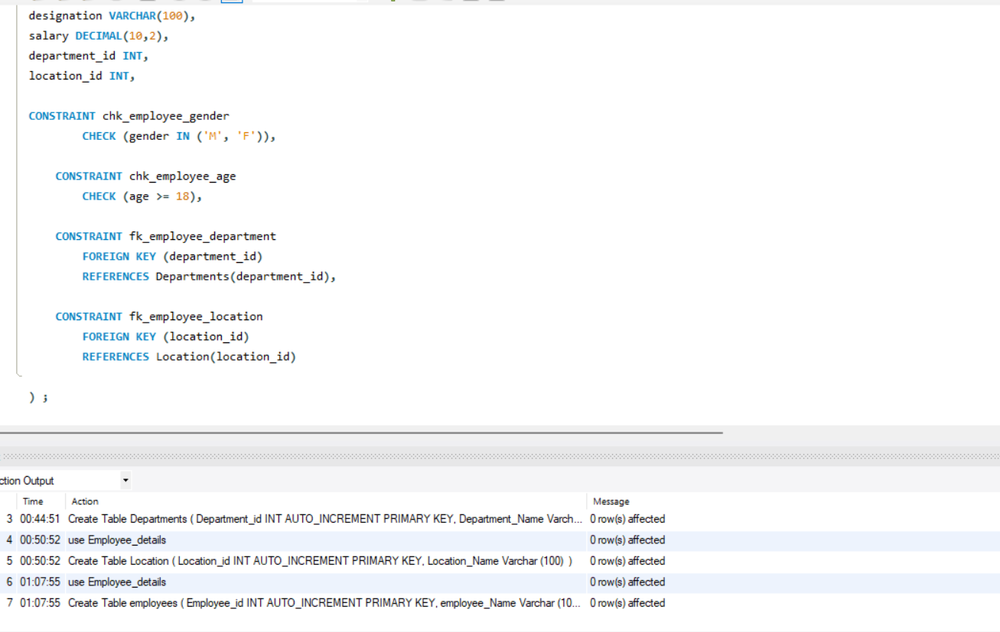 designation VARCHAR(100),
salary DECIMAL(10,2),
department_id INT,
location_id INT,
CONSTRAINT chk_employee_gender
CHECK (gender IN ('M', 'F')),
CONSTRAINT chk_employee_age
CHECK (age >= 18),
CONSTRAINT fk_employee_department
FOREIGN KEY (department_id)
REFERENCES Departments(department_id),
CONSTRAINT fk_employee_location
FOREIGN KEY (location_id)
REFERENCES Location(location_id)
) ;
ction Output
Time Action Message
3 00:44:51 Create Table Departments ( Department_id INT AUTO_INCREMENT PRIMARY KEY, Department_Name Varch... 0 row(s) affected
4 00:50:52 use Employee_details 0 row(s) affected
5 00:50:52 Create Table Location ( Location_id INT AUTO_INCREMENT PRIMARY KEY, Location_Name Varchar (100) ) 0 row(s) affected
6 01:07:55 use Employee_details 0 row(s) affected
7 01:07:55 Create Table employees ( Employee_id INT AUTO_INCREMENT PRIMARY KEY, employee_Name Varchar (10... 0 row(s) affected